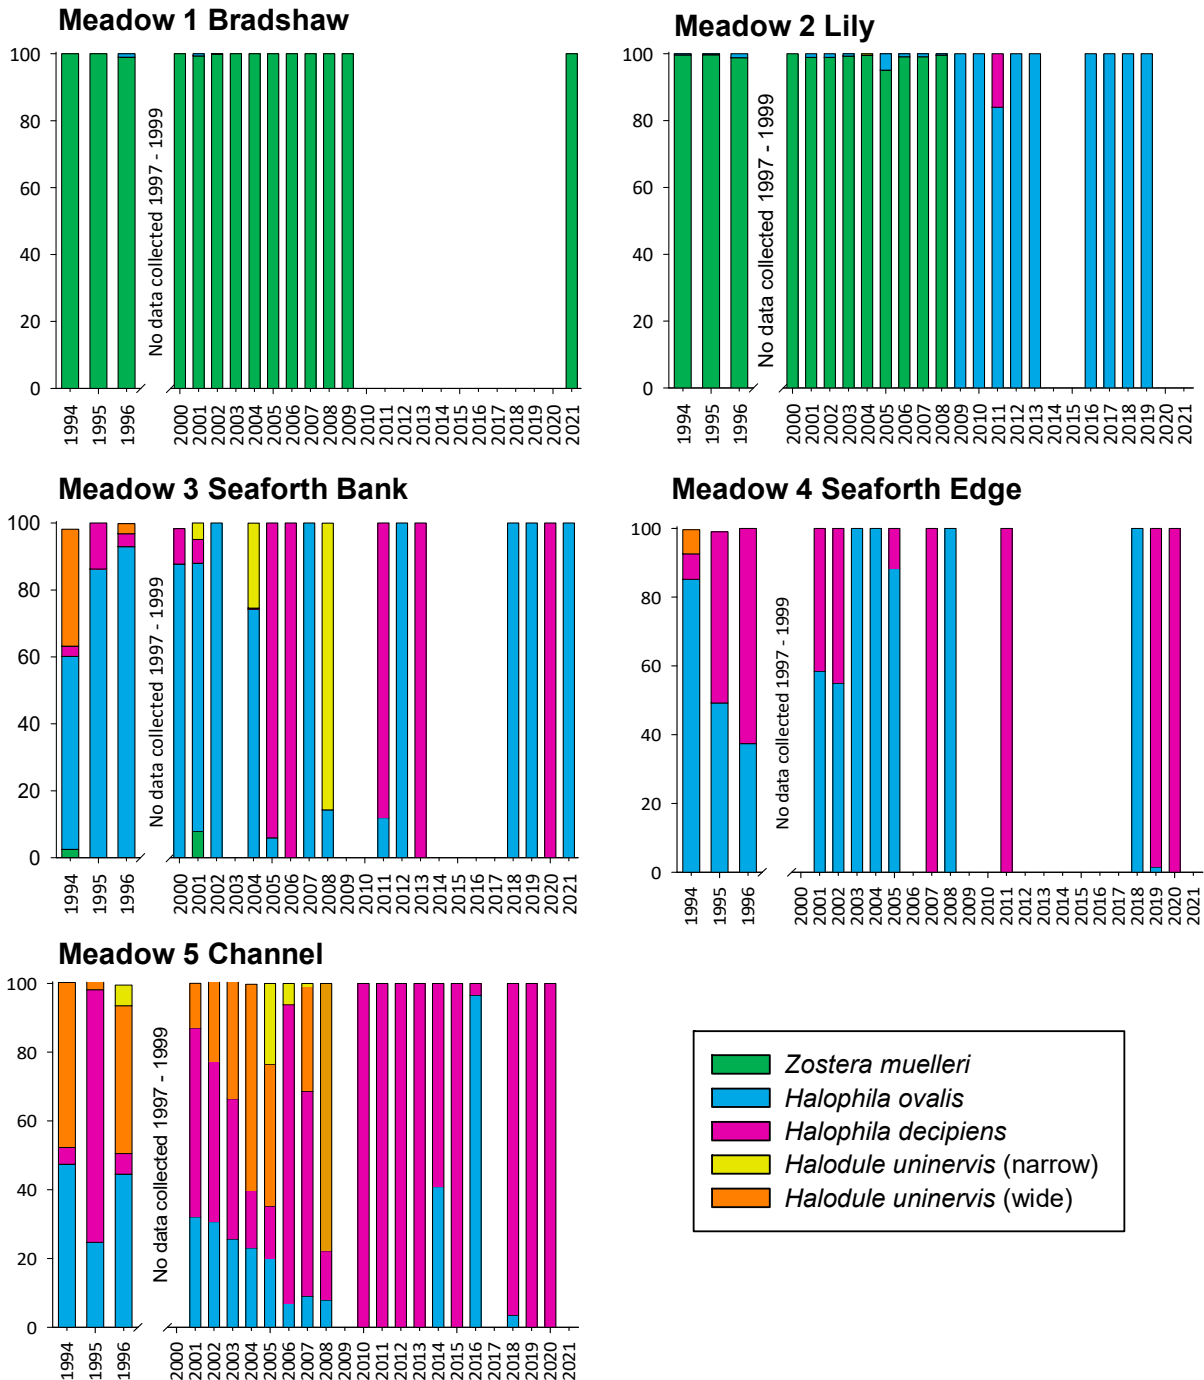 Meadow 1 Bradshaw
100
80
60
40
20
0
No data collected 1997 - 1999
1994 1995 1996 2000 2001 2002 2003 2004 2005 2006 2007 2008 2009 2010 2011 2012 2013 2014 2015 2016 2017 2018 2019 2020 2021
Meadow 2 Lily
100
80
60
40
20
0
No data collected 1997 - 1999
1994 1995 1996 2000 2001 2002 2003 2004 2005 2006 2007 2008 2009 2010 2011 2012 2013 2014 2015 2016 2017 2018 2019 2020 2021
Meadow 3 Seaforth Bank
100
80
60
40
20
0
No data collected 1997 - 1999
1994 1995 1996 2000 2001 2002 2003 2004 2005 2006 2007 2008 2009 2010 2011 2012 2013 2014 2015 2016 2017 2018 2019 2020 2021
Meadow 4 Seaforth Edge
100
80
60
40
20
0
No data collected 1997 - 1999
1994 1995 1996 2000 2001 2002 2003 2004 2005 2006 2007 2008 2009 2010 2011 2012 2013 2014 2015 2016 2017 2018 2019 2020 2021
Meadow 5 Channel
100
80
60
40
20
0
No data collected 1997 - 1999
1994 1995 1996 2000 2001 2002 2003 2004 2005 2006 2007 2008 2009 2010 2011 2012 2013 2014 2015 2016 2017 2018 2019 2020 2021
Zostera muelleri
Halophila ovalis
Halophila decipiens
Halodule uninervis (narrow)
Halodule uninervis (wide)